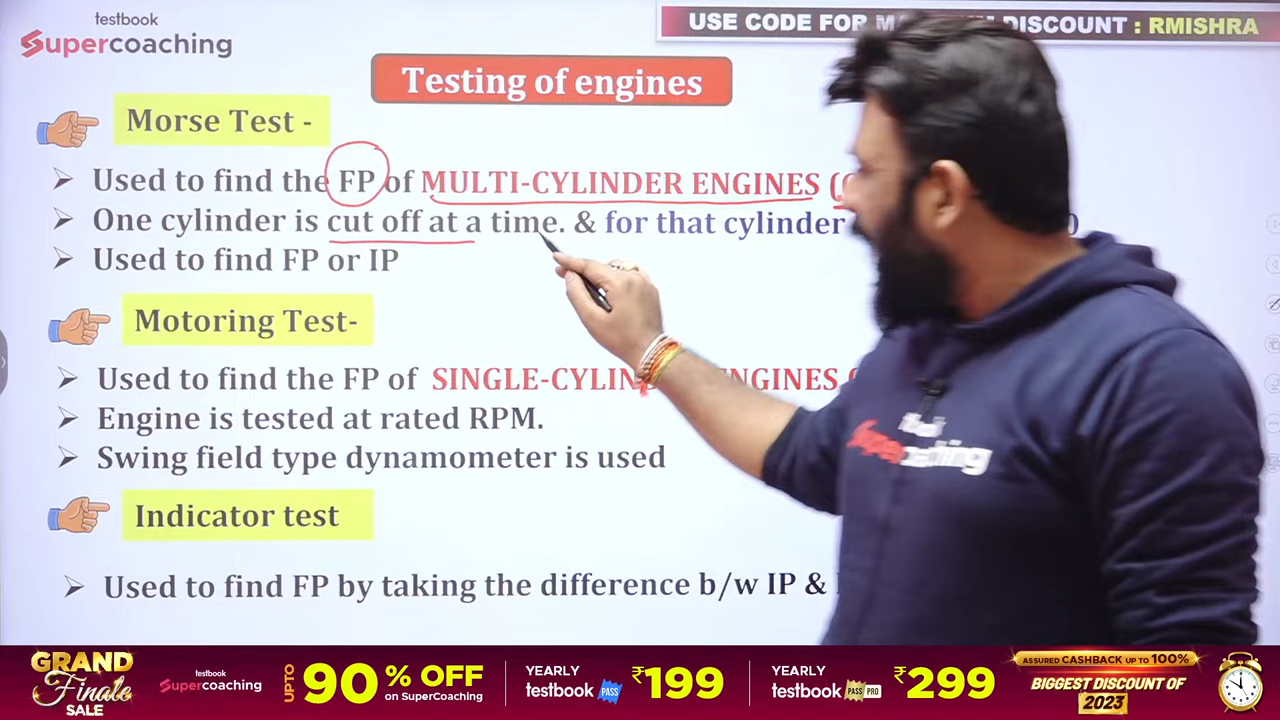 testbook
Supercoaching
USE CODE FOR DISCOUNT : RMISHRA
Testing of engines
Morse Test -
Used to find the FP of MULTI-CYLINDER ENGINES (
One cylinder is cut off at a time. & for that cylinder 0
Used to find FP or IP
Motoring Test-
Used to find the FP of SINGLE-CYLIN ENGINES
Engine is tested at rated RPM.
Swing field type dynamometer is used
Indicator test
Used to find FP by taking the difference b/w IP &
Supercoaching
GRAND
Finale
SALE
testbook
Supercoaching
UPTO 90% OFF
on SuperCoaching
YEARLY
testbook PASS
₹199
YEARLY
testbook PASS PRO
₹299
ASSURED CASHBACK UP TO 100%
BIGGEST DISCOUNT OF
2023